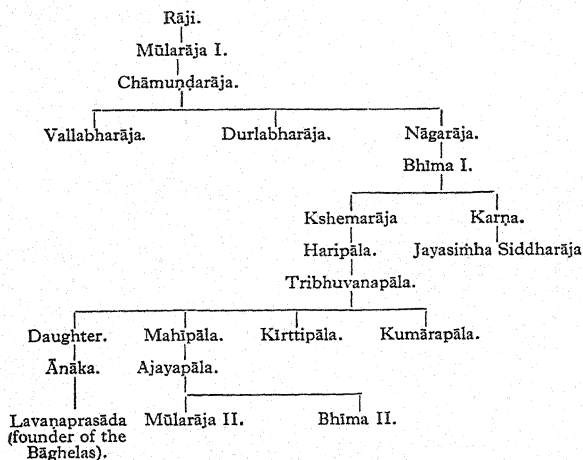 Rāji.
Mūlarāja I.
Chāmuṇḍarāja.
Vallabharāja. Durlabharāja. Nāgarāja.
Bhīma I.
Kshemarāja Karṇa.
Haripāla. Jayasiṁha Siddharāja
Tribhuvanapāla.
Daughter. Mahīpāla. Kīrttipāla. Kumārapāla.
Ānāka. Ajayapāla.
Lavaṇaprasāda Mūlarāja II. Bhīma II.
(founder of the
Bāghelas).